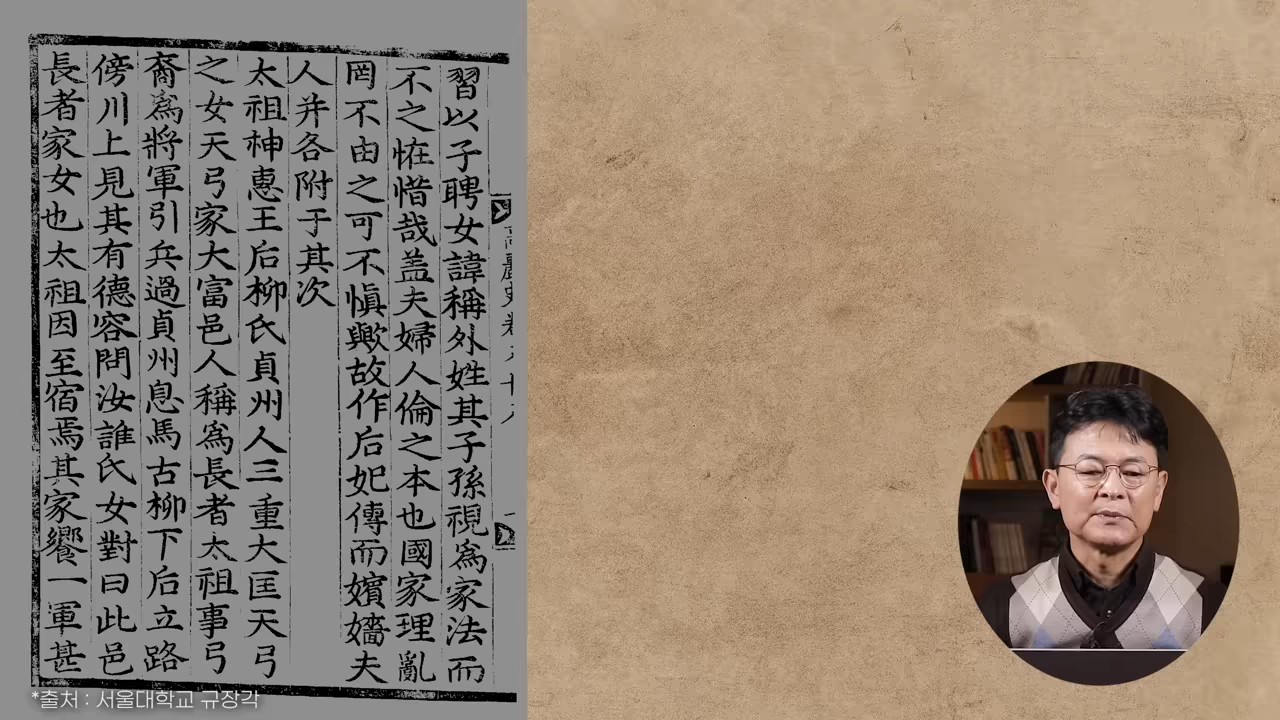 高麗史卷八十八
習以子聘女諱稱外姓其子孫視爲家法而
不之恠惜哉盖夫婦人倫之本也國家理亂
罔不由之可不愼歟故作后妃傳而嬪嬙夫
人并各附于其次
太祖神惠王后柳氏貞州人三重大匡天弓
之女天弓家大富邑人稱爲長者太祖事弓
裔爲將軍引兵過貞州息馬古柳下后立路
傍川上見其有德容問汝誰氏女對曰此邑
長者家女也太祖因至宿焉其家饗一軍甚
*출처 : 서울대학교 규장각